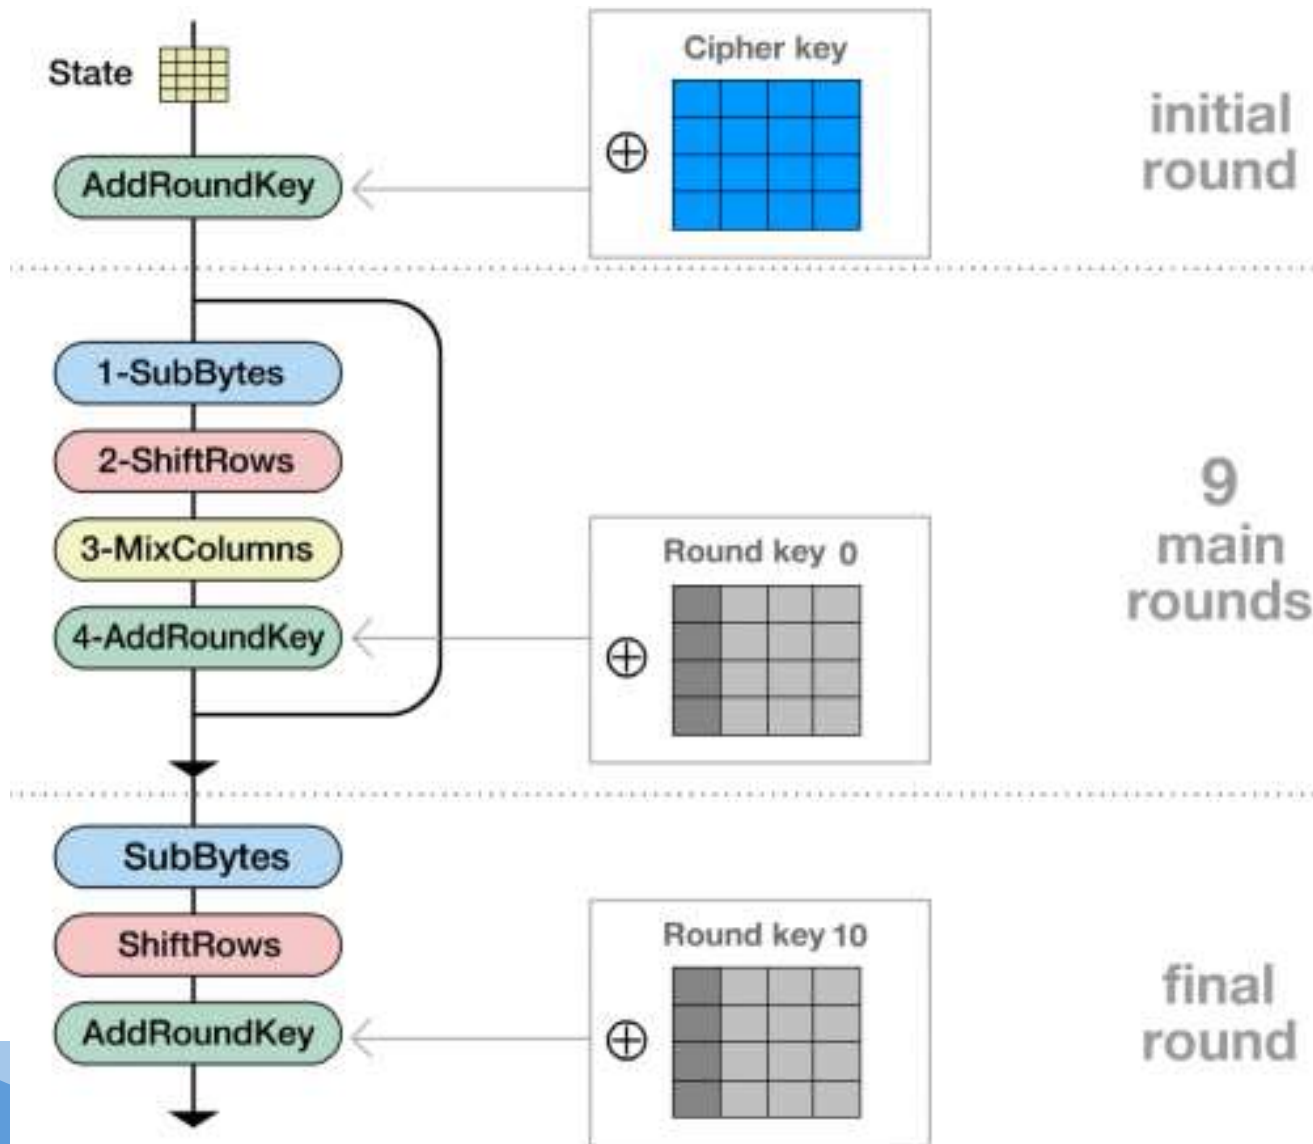 State
Cipher key
initial
round
AddRoundKey
1-SubBytes
2-ShiftRows
3-MixColumns
4-AddRoundKey
Round key 0
9
main
rounds
SubBytes
ShiftRows
AddRoundKey
Round key 10
final
round